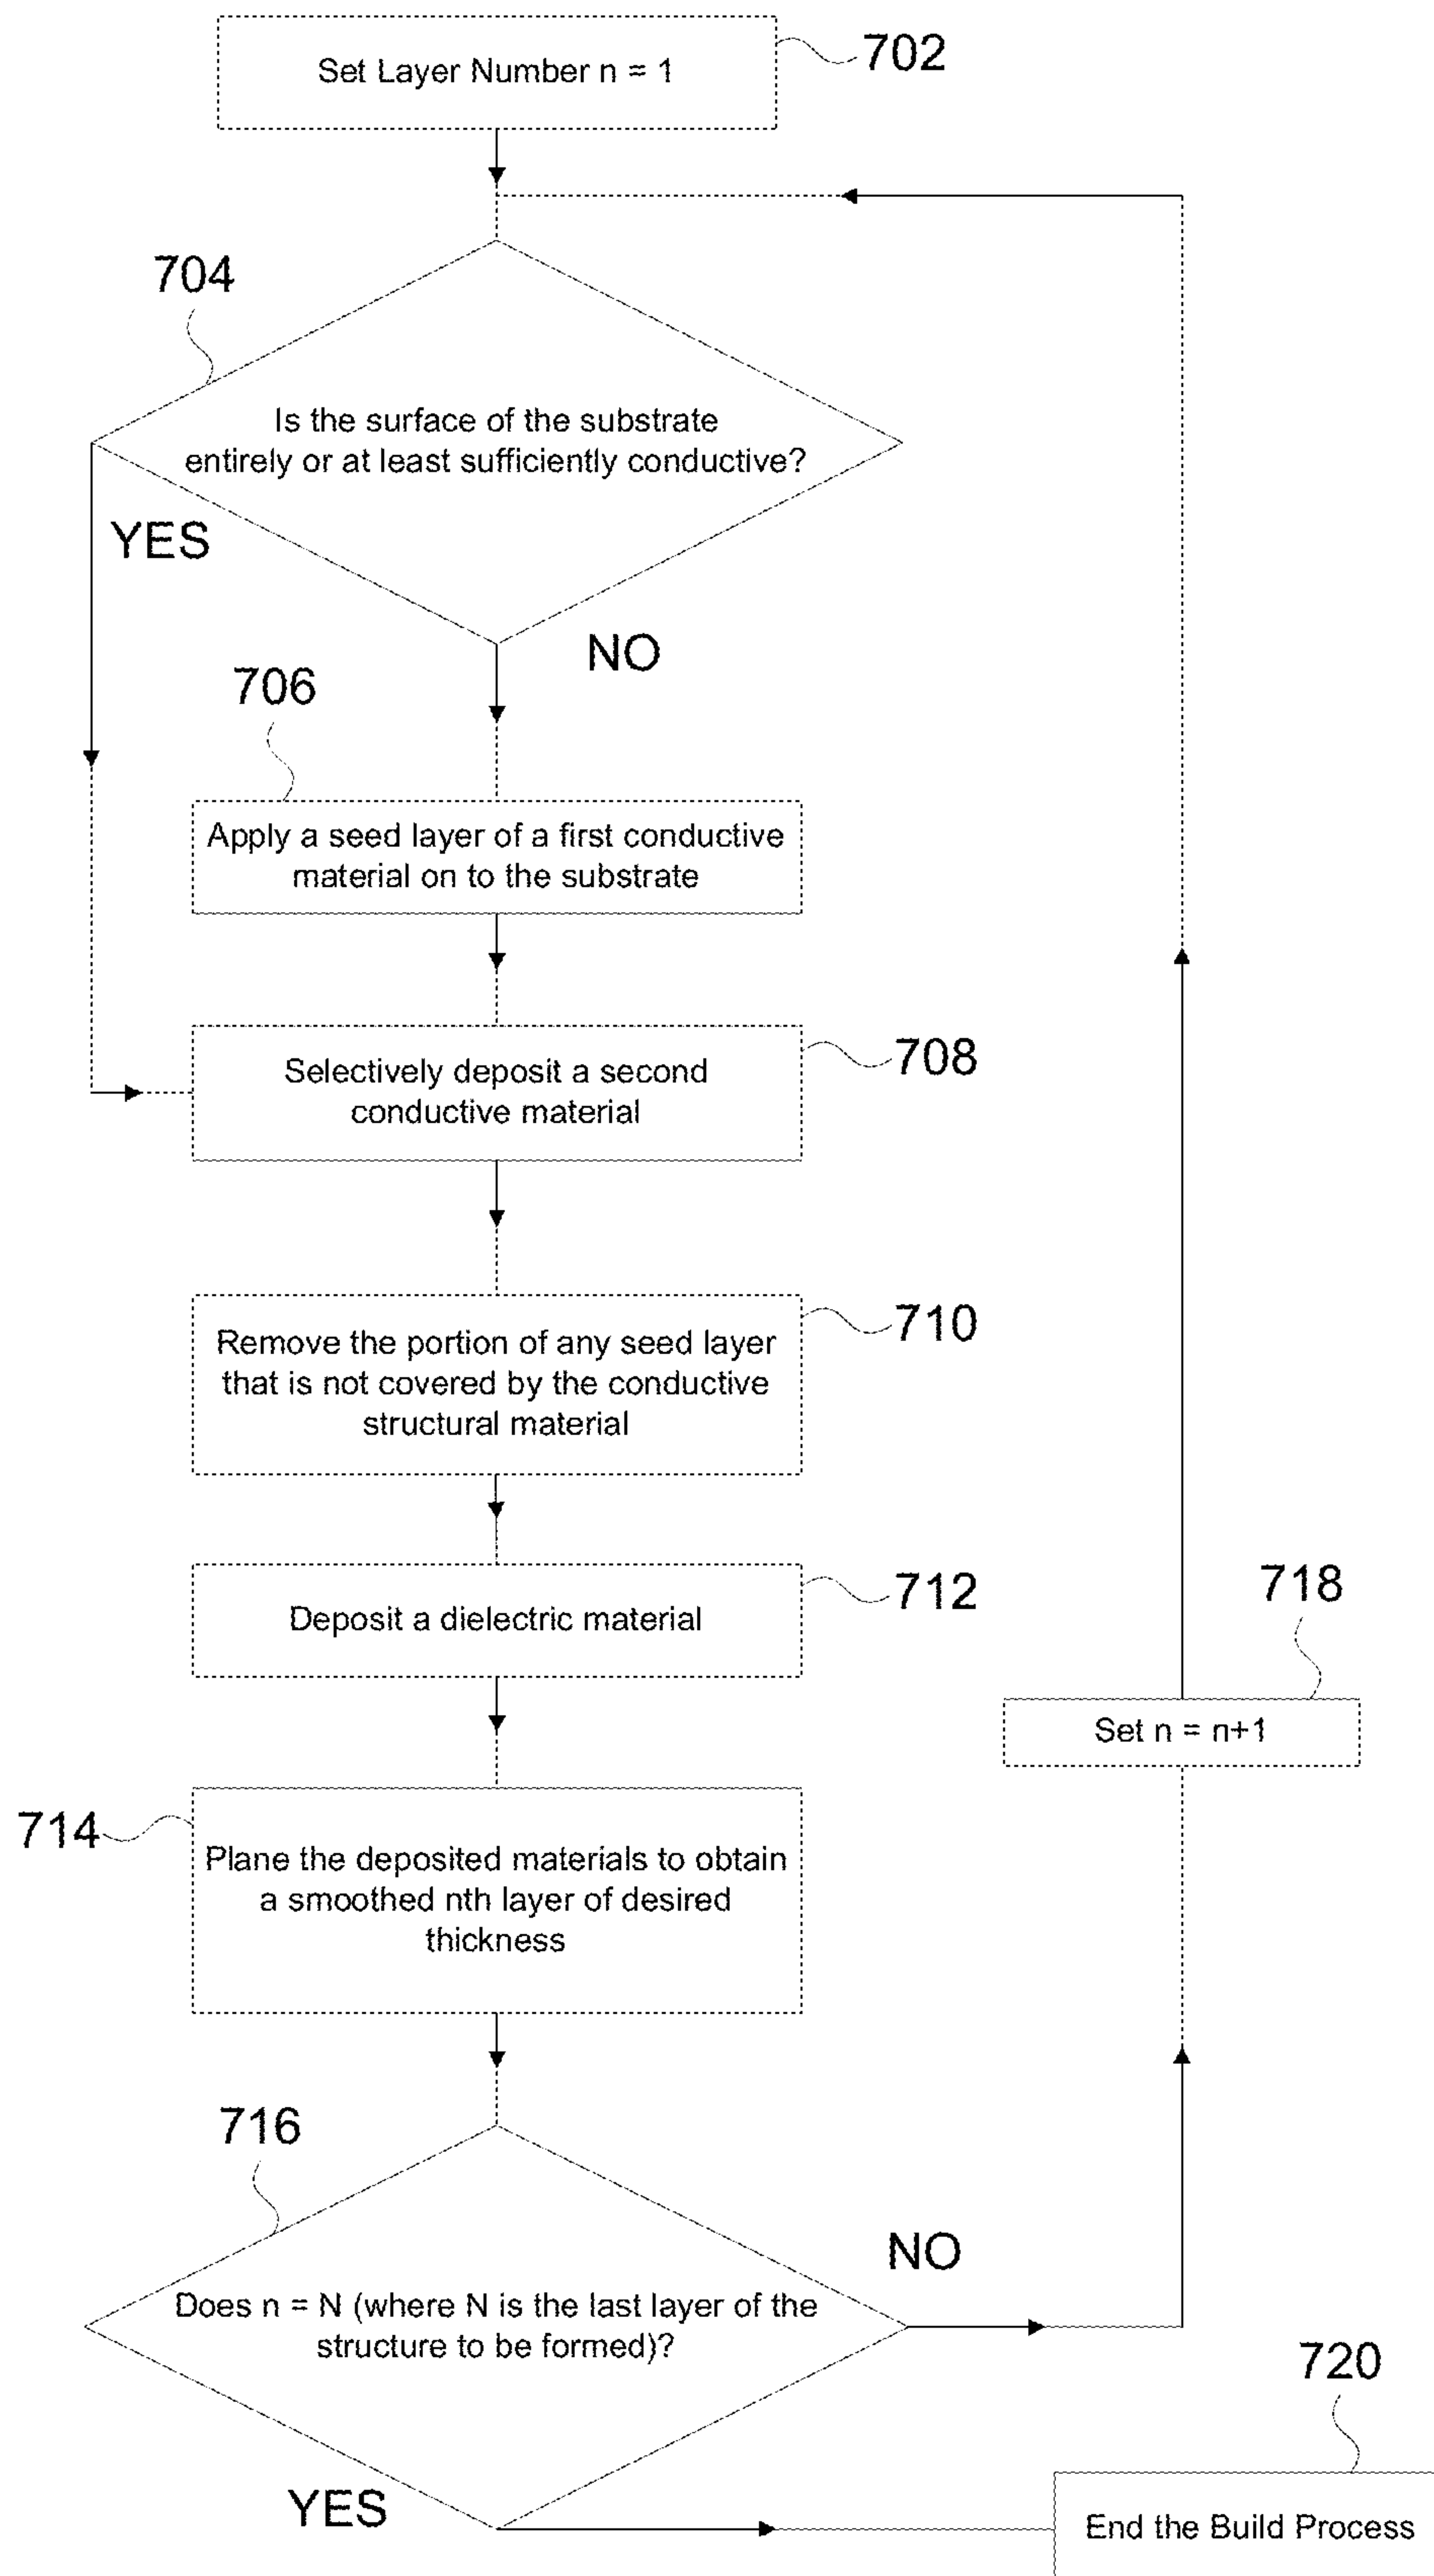 Set Layer Number n = 1
702
704
Is the surface of the substrate
entirely or at least sufficiently conductive?
YES
NO
706
Apply a seed layer of a first conductive
material on to the substrate
Selectively deposit a second
conductive material
708
Remove the portion of any seed layer
that is not covered by the conductive
structural material
710
Deposit a dielectric material
712
718
Set n = n+1
714
Plane the deposited materials to obtain
a smoothed nth layer of desired
thickness
716
NO
Does n = N (where N is the last layer of the
structure to be formed)?
720
YES
End the Build Process